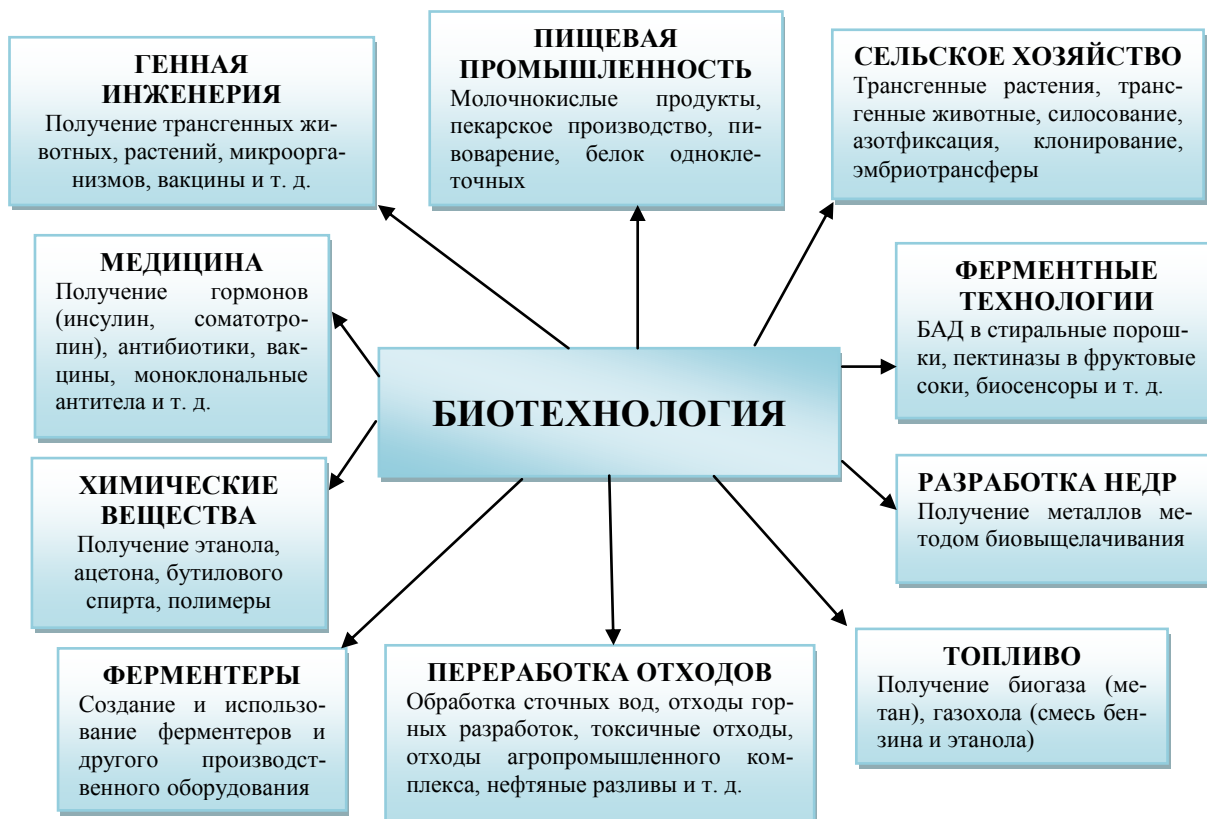 ГЕННАЯ
ИНЖЕНЕРИЯ
Получение трансгенных жи-
вотных, растений, микроорга-
низмов, вакцины и т. д.
ПИЩЕВАЯ
ПРОМЫШЛЕННОСТЬ
Молочнокислые продукты,
пекарское производство, пи-
воварение, белок однокле-
точных
СЕЛЬСКОЕ ХОЗЯЙСТВО
Трансгенные растения, транс-
генные животные, силосование,
азотфиксация, клонирование,
эмбриотрансферы
МЕДИЦИНА
Получение гормонов
(инсулин, соматотро-
пин), антибиотики, вак-
цины, моноклональные
антитела и т. д.
БИОТЕХНОЛОГИЯ
ФЕРМЕНТНЫЕ
ТЕХНОЛОГИИ
БАД в стиральные порош-
ки, пектиназы в фруктовые
соки, биосенсоры и т. д.
ХИМИЧЕСКИЕ
ВЕЩЕСТВА
Получение этанола,
ацетона, бутилового
спирта, полимеры
РАЗРАБОТКА НЕДР
Получение металлов ме-
тодом биовыщелачивания
ФЕРМЕНТЕРЫ
Создание и использо-
вание ферментеров и
другого производст-
венного оборудования
ПЕРЕРАБОТКА ОТХОДОВ
Обработка сточных вод, отходы гор-
ных разработок, токсичные отходы,
отходы агропромышленного ком-
плекса, нефтяные разливы и т. д.
ТОПЛИВО
Получение биогаза (ме-
тан), газохола (смесь бен-
зина и этанола)